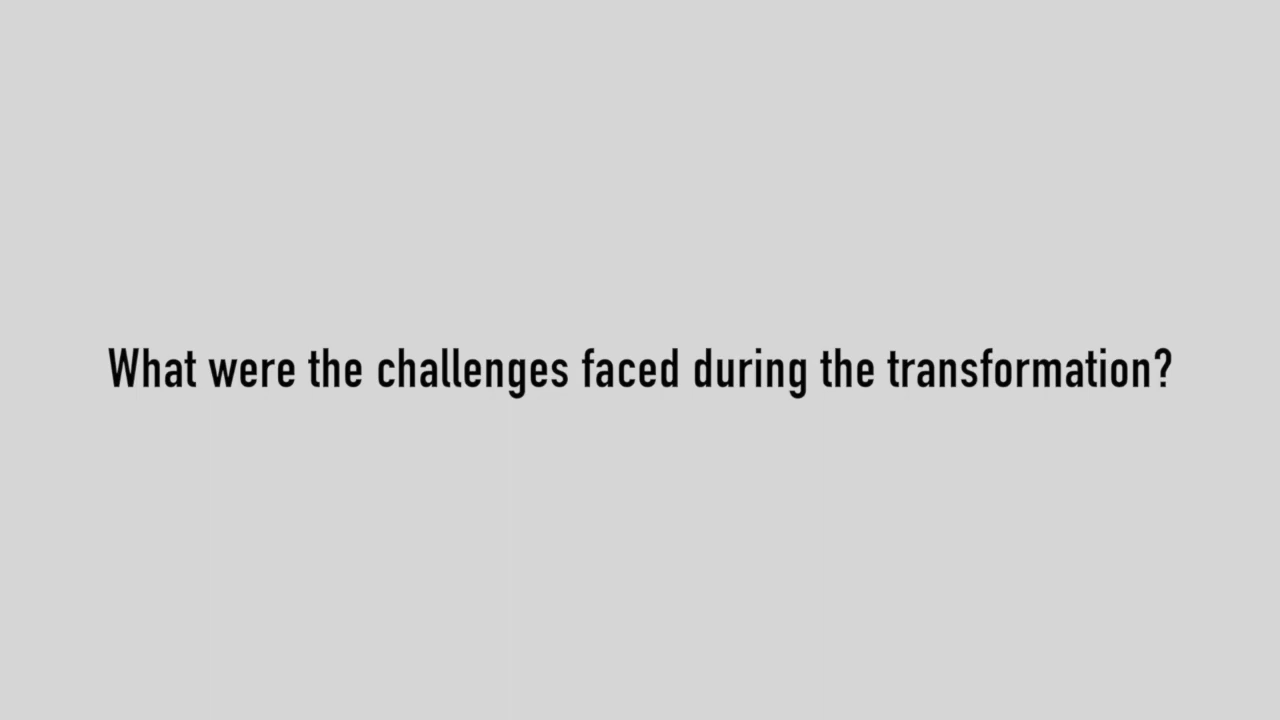 What were the challenges faced during the transformation?